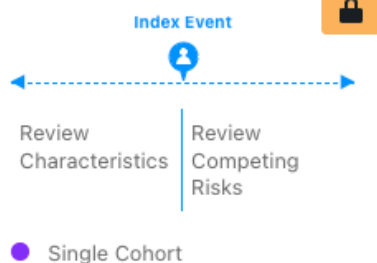 Index Event
Review
Characteristics
Review
Competing
Risks
Single Cohort